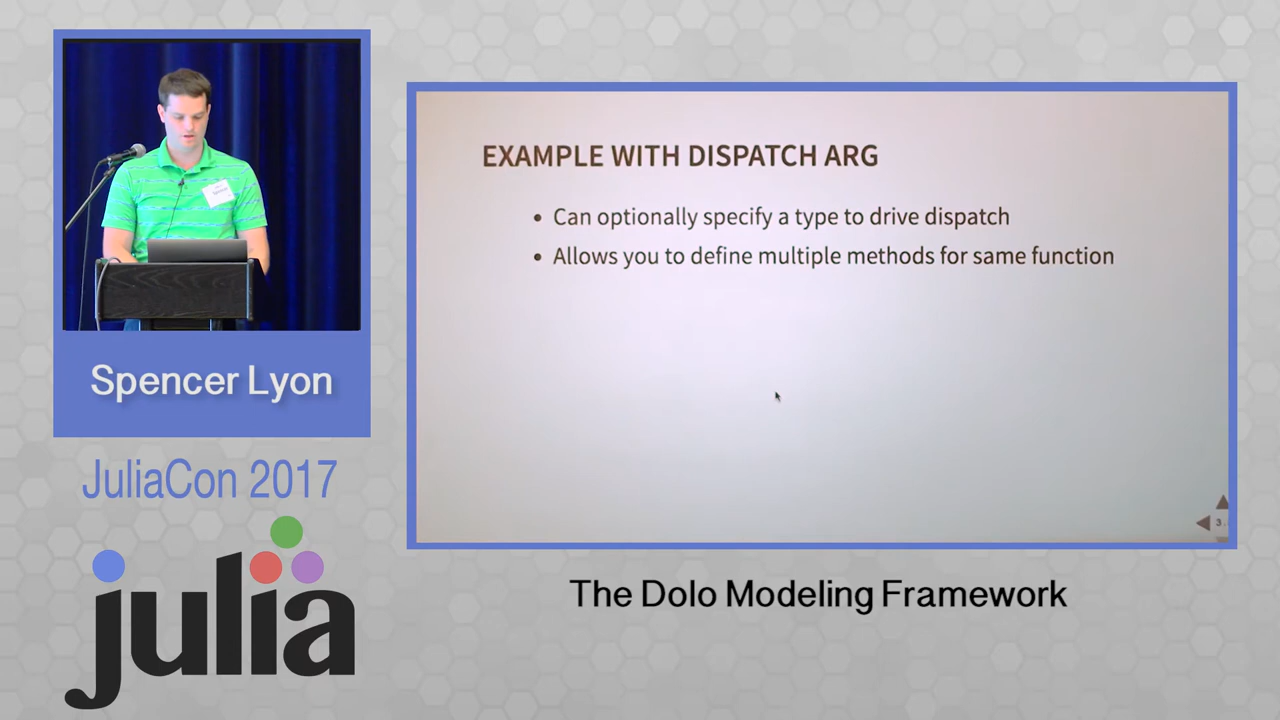 EXAMPLE WITH DISPATCH ARG
• Can optionally specify a type to drive dispatch
• Allows you to define multiple methods for same function
3.
Spencer Lyon
JuliaCon 2017
julia
The Dolo Modeling Framework